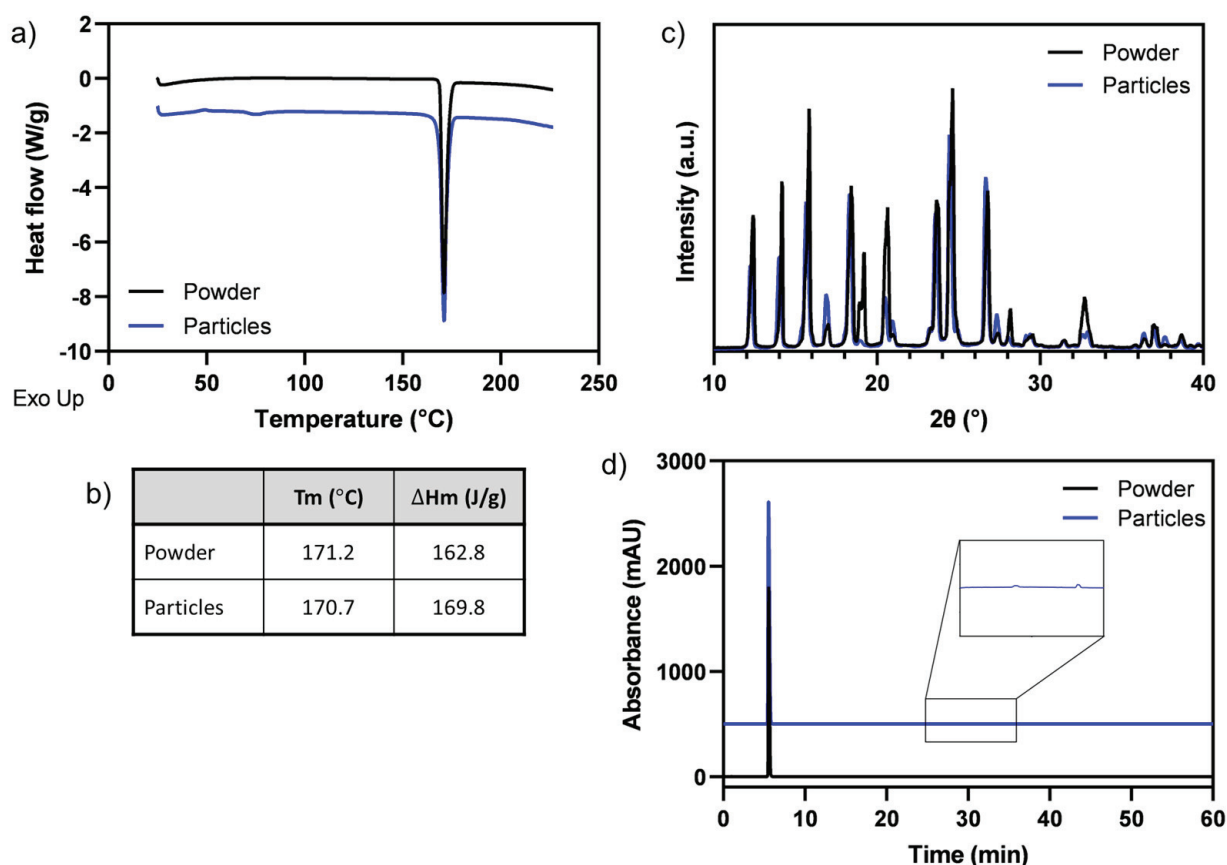 a)
2
0
-2
-4
-6
-8
-10
Heat flow (W/g)
Powder
Particles
0 50 100 150 200 250
Exo Up
Temperature (°C)
b)
Tm (°C) ΔHm (J/g)
Powder 171.2 162.8
Particles 170.7 169.8
c)
Powder
Particles
Intensity (a.u.)
10 20 30 40
2θ (°)
d)
3000
2000
1000
0
Absorbance (mAU)
Powder
Particles
0 10 20 30 40 50 60
Time (min)